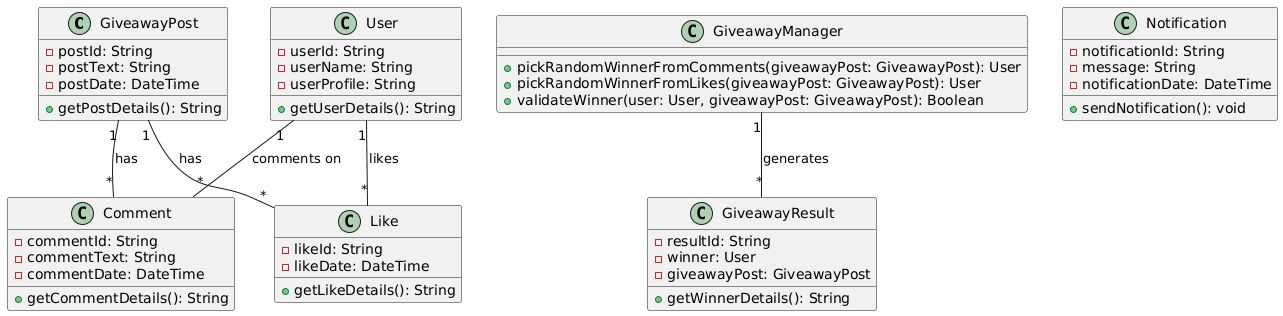 C GiveawayPost
postId: String
postText: String
postDate: DateTime
getPostDetails(): String
C User
userId: String
userName: String
userProfile: String
getUserDetails(): String
C GiveawayManager
pickRandomWinnerFromComments(giveawayPost: GiveawayPost): User
pickRandomWinnerFromLikes(giveawayPost: GiveawayPost): User
validateWinner(user: User, giveawayPost: GiveawayPost): Boolean
C Notification
notificationId: String
message: String
notificationDate: DateTime
sendNotification(): void
1
has
*
1
has
*
1
comments on
*
1
likes
*
1
generates
*
C Comment
commentId: String
commentText: String
commentDate: DateTime
getCommentDetails(): String
C Like
likeId: String
likeDate: DateTime
getLikeDetails(): String
C GiveawayResult
resultId: String
winner: User
giveawayPost: GiveawayPost
getWinnerDetails(): String